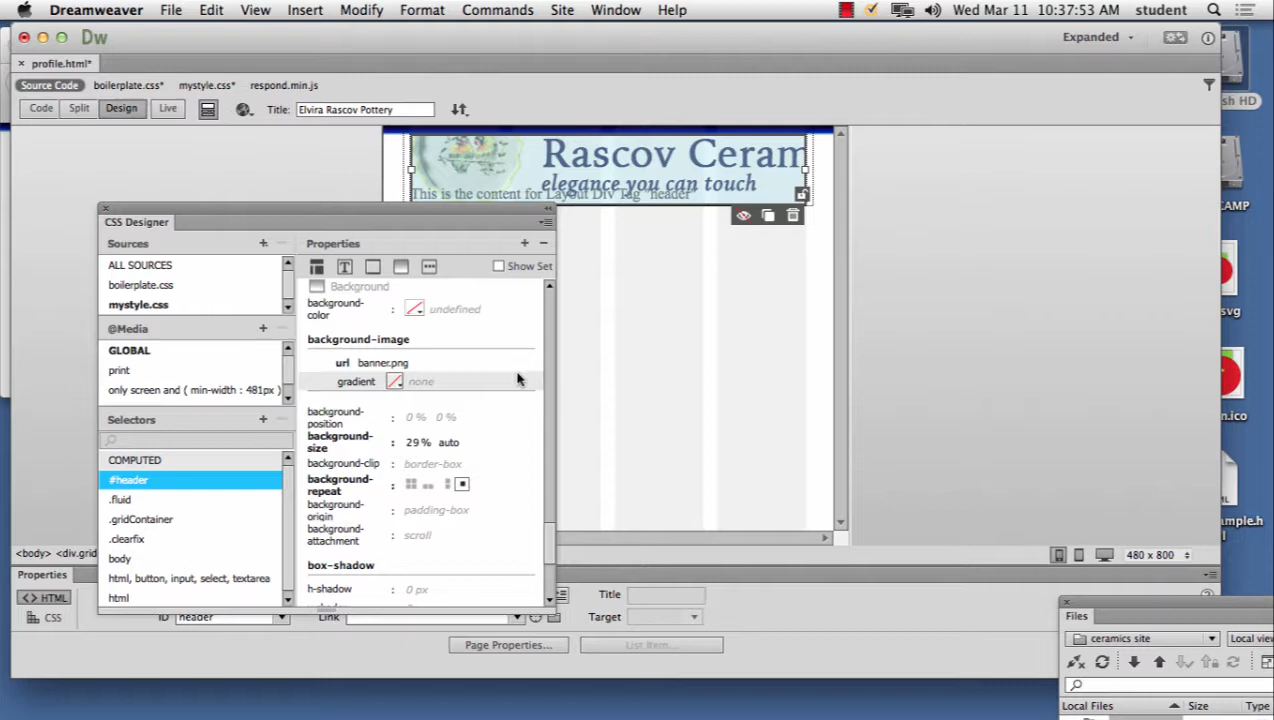 Dreamweaver File Edit View Insert Modify Format Commands Site Window Help Wed Mar 11 10:37:53 AM student
Dw Expanded
profile.html*
Source Code boilerplate.css* mystyle.css* respond.min.js
Code Split Design Live Title: Elvira Rascov Pottery
Rascov Ceram
elegance you can touch
This is the content for Layout Div Tag "header"
CSS Designer
Sources
ALL SOURCES
boilerplate.css
mystyle.css
@Media
GLOBAL
print
only screen and ( min-width : 481px )
Selectors
COMPUTED
#header
.fluid
.gridContainer
.clearfix
body
html, button, input, select, textarea
html
Properties
Show Set
Background
background-
color : undefined
background-image
url banner.png
gradient none
background-
position : 0 % 0 %
background-
size : 29 % auto
background-clip : border-box
background-
repeat :
background-
origin : padding-box
background-
attachment : scroll
box-shadow
h-shadow : 0 px
<body> <div.grid
480 x 800
Properties
<> HTML
CSS
ID header Link
Title
Target
Page Properties... List Item...
sh HD
CAMP
svg
n.ico
ample.h
l
Files
ceramics site Local view
Local Files Size Type